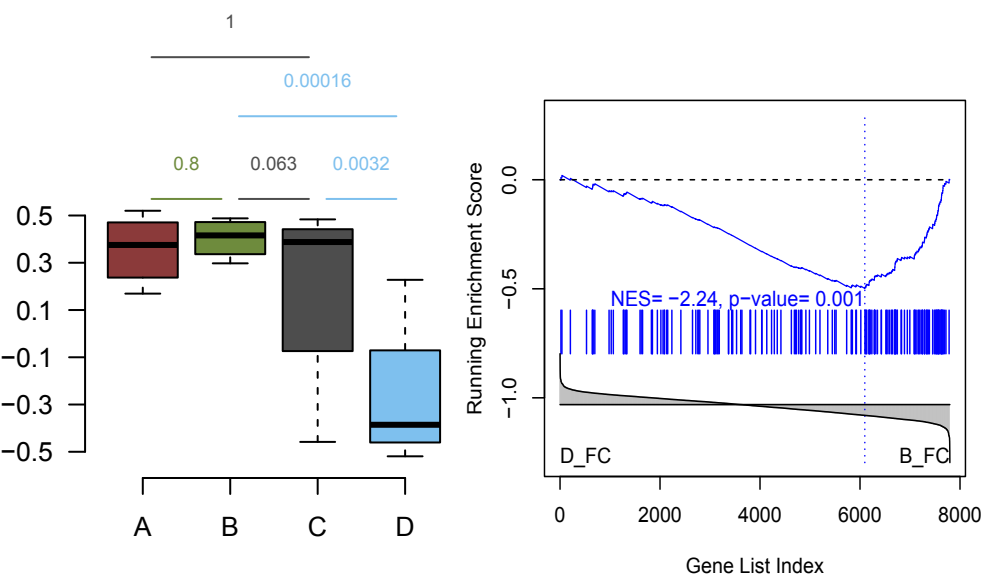 1
0.00016
0.8
0.063
0.0032
0.5
0.3
0.1
−0.1
−0.3
−0.5
A
B
C
D
Running Enrichment Score
0.0
−0.5
−1.0
NES= −2.24, p−value= 0.001
D_FC
B_FC
0
2000
4000
6000
8000
Gene List Index